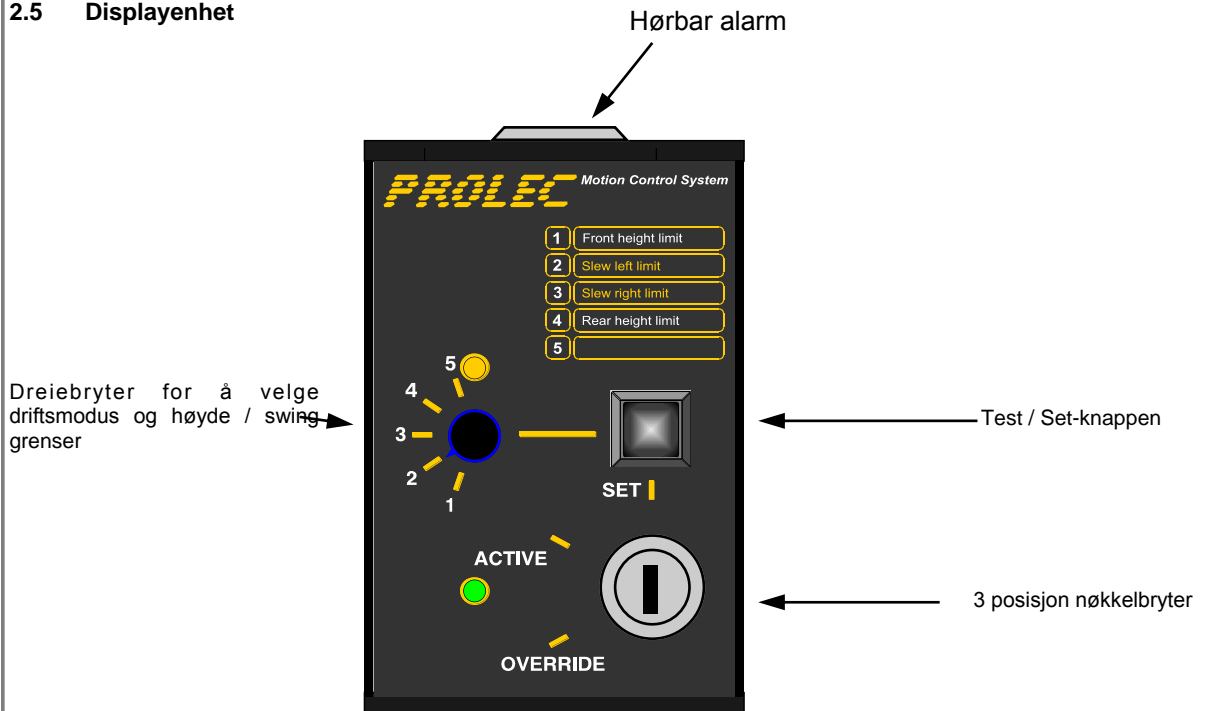 2.5 Displayenhet
Hørbar alarm
PROLEC Motion Control System
1 Front height limit
2 Slew left limit
3 Slew right limit
4 Rear height limit
5
5
4
3
2
1
Dreiebryter for å velge
driftsmodus og høyde / swing
grenser
Test / Set-knappen
SET
ACTIVE
3 posisjon nøkkelbryter
OVERRIDE